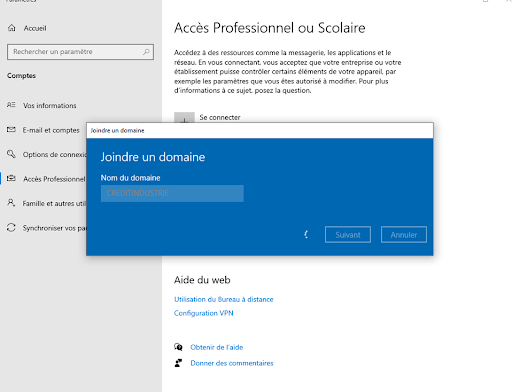 Paramètres
Accueil
Rechercher un paramètre
Comptes
Vos informations
E-mail et comptes
Options de connexio
Accès Professionnel
Famille et autres util
Synchroniser vos pa
Accès Professionnel ou Scolaire
Accédez à des ressources comme la messagerie, les applications et le
réseau. En vous connectant, vous acceptez que votre entreprise ou votre
établissement puisse contrôler certains éléments de votre appareil, par
exemple les paramètres que vous êtes autorisé à modifier. Pour plus
d'informations à ce sujet, posez la question.
Se connecter
Joindre un domaine
Joindre un domaine
Nom du domaine
Suivant
Annuler
Aide du web
Utilisation du Bureau à distance
Configuration VPN
Obtenir de l'aide
Donner des commentaires